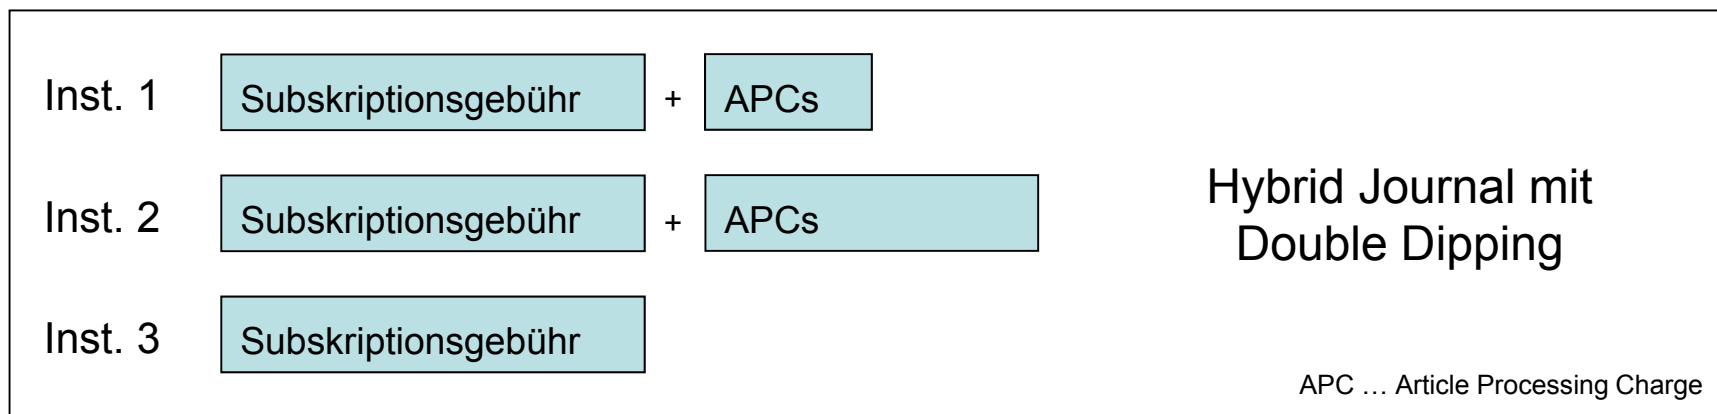 Inst. 1 Subskriptionsgebühr + APCs
Inst. 2 Subskriptionsgebühr + APCs
Inst. 3 Subskriptionsgebühr
Hybrid Journal mit
Double Dipping
APC … Article Processing Charge